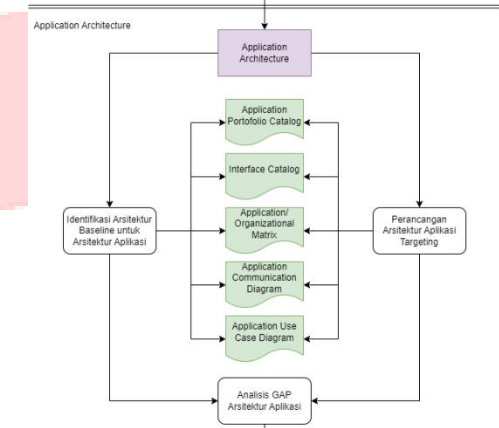 Application Architecture
Application
Architecture
Application
Portofolio Catalog
Interface Catalog
Identifikasi Arsitektur
Baseline untuk
Arsitektur Aplikasi
Application/
Organizational
Matrix
Perancangan
Arsitektur Aplikasi
Targeting
Application
Communication
Diagram
Application Use
Case Diagram
Analisis GAP
Arsitektur Aplikasi